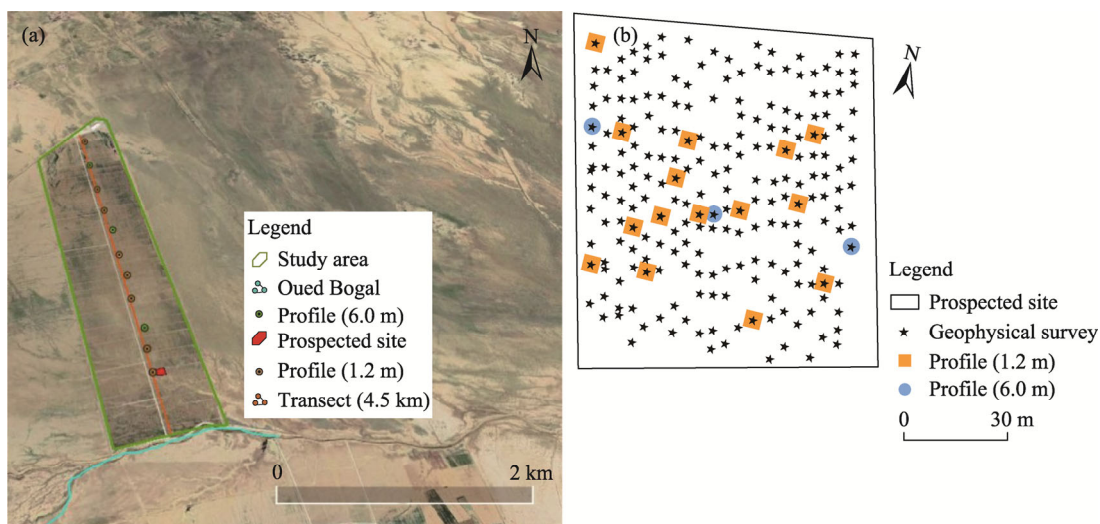 (a)
N
Legend
Study area
Oued Bogal
Profile (6.0 m)
Prospected site
Profile (1.2 m)
Transect (4.5 km)
0 2 km
(b)
N
Legend
Prospected site
Geophysical survey
Profile (1.2 m)
Profile (6.0 m)
0 30 m